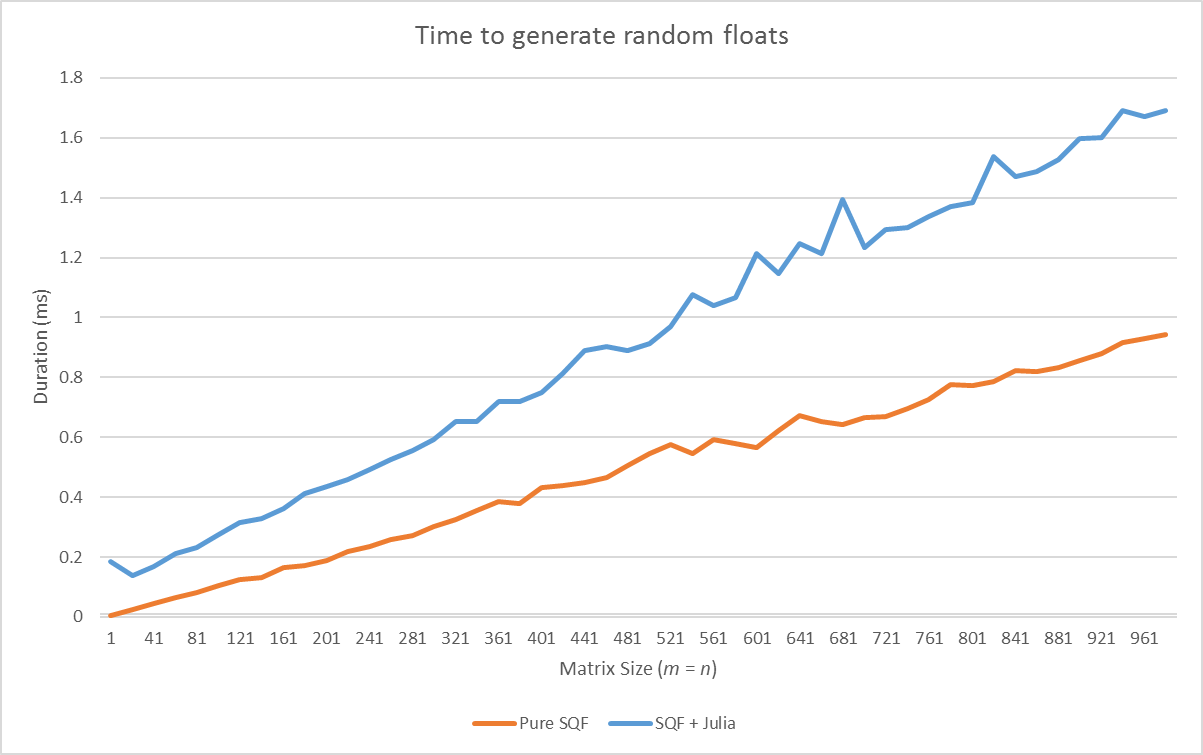 Time to generate random floats
1.8
1.6
1.4
1.2
1
0.8
0.6
0.4
0.2
0
Duration (ms)
1 41 81 121 161 201 241 281 321 361 401 441 481 521 561 601 641 681 721 761 801 841 881 921 961
Matrix Size (m = n)
Pure SQF SQF + Julia